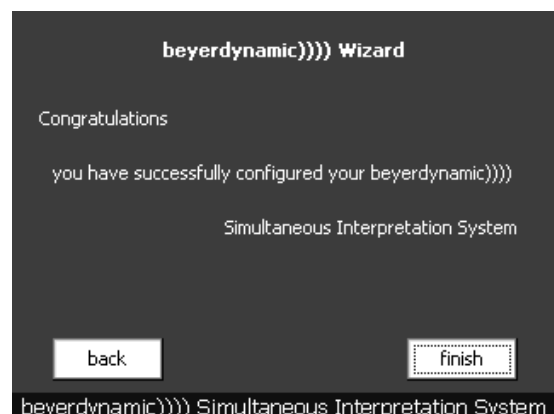 beyerdynamic)))) Wizard
Congratulations
you have successfully configured your beyerdynamic))))
Simultaneous Interpretation System
back
finish
beyerdynamic)))) Simultaneous Interpretation System